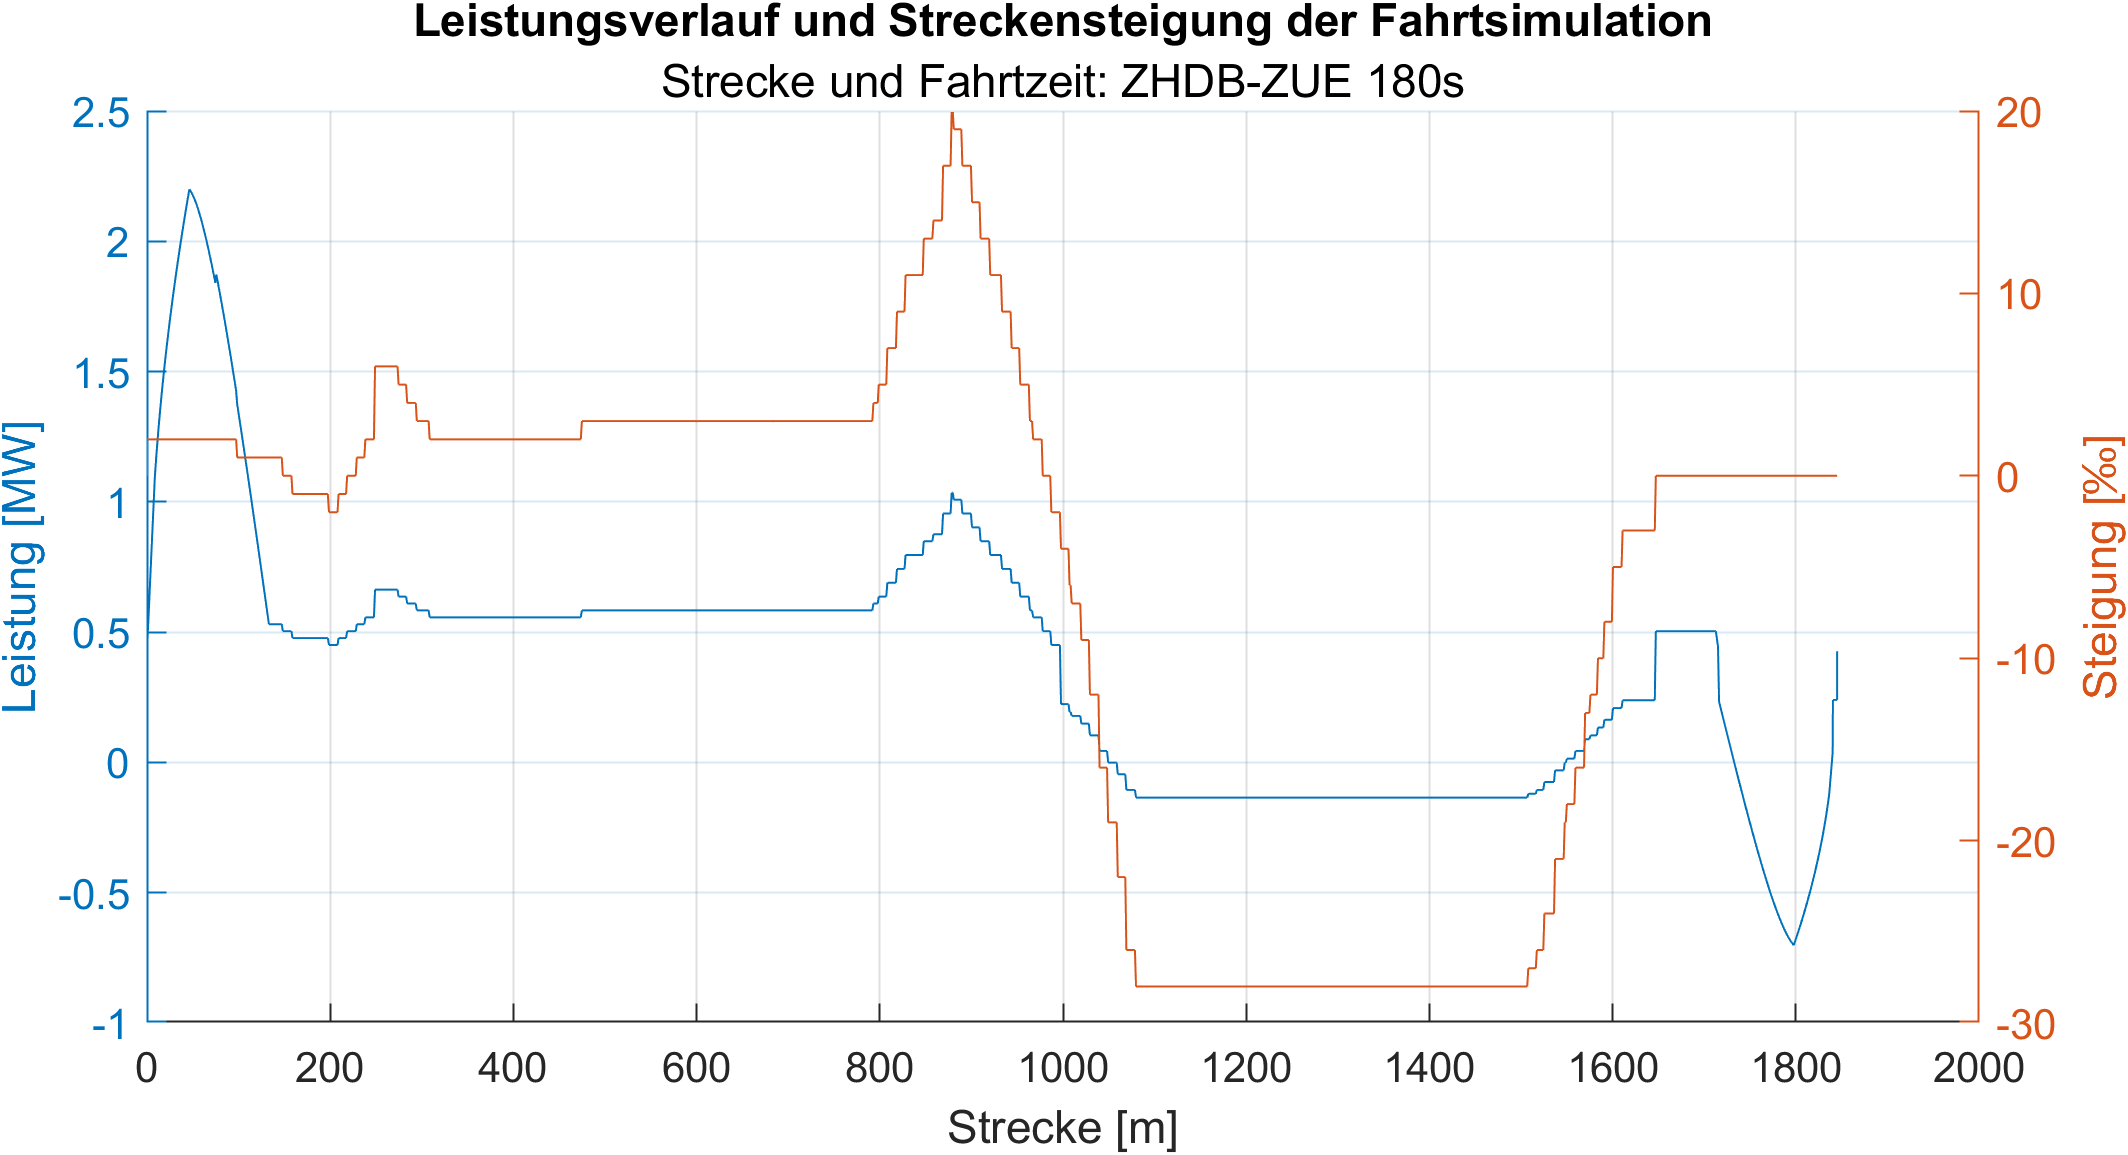 Leistungsverlauf und Streckensteigung der Fahrtsimulation
Strecke und Fahrtzeit: ZHDB-ZUE 180s
2.5
2
1.5
1
0.5
0
-0.5
-1
Leistung [MW]
20
10
0
-10
-20
-30
Steigung [‰]
0 200 400 600 800 1000 1200 1400 1600 1800 2000
Strecke [m]